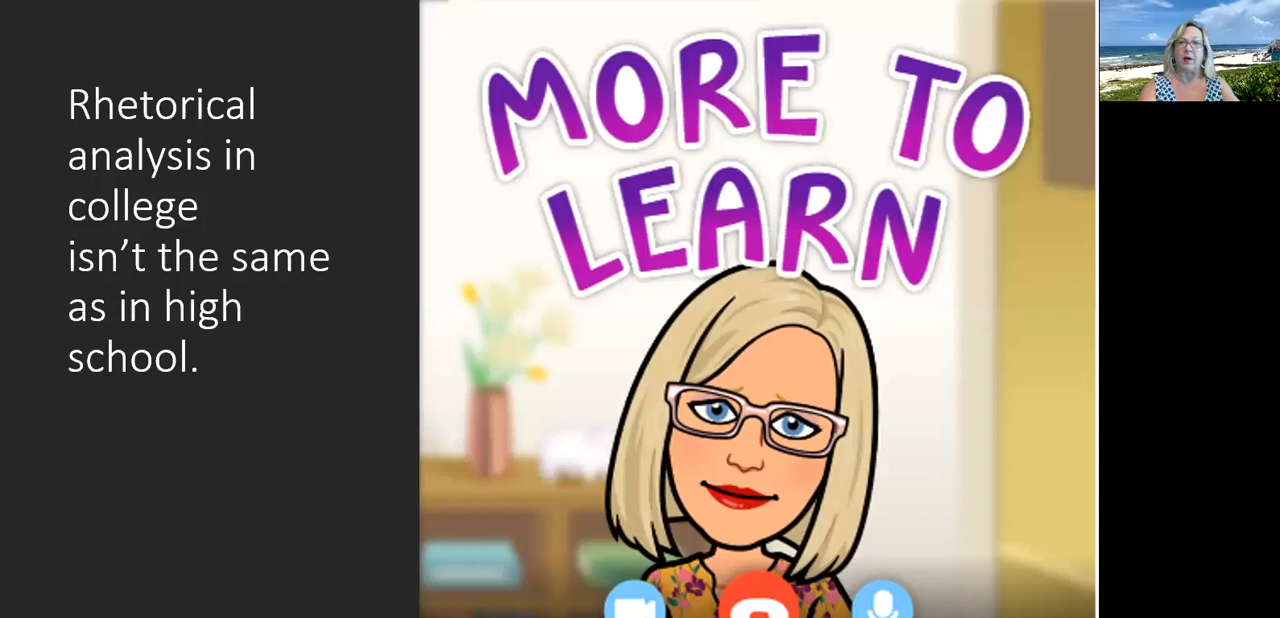 Rhetorical
analysis in
college
isn’t the same
as in high
school.
MORE TO
LEARN